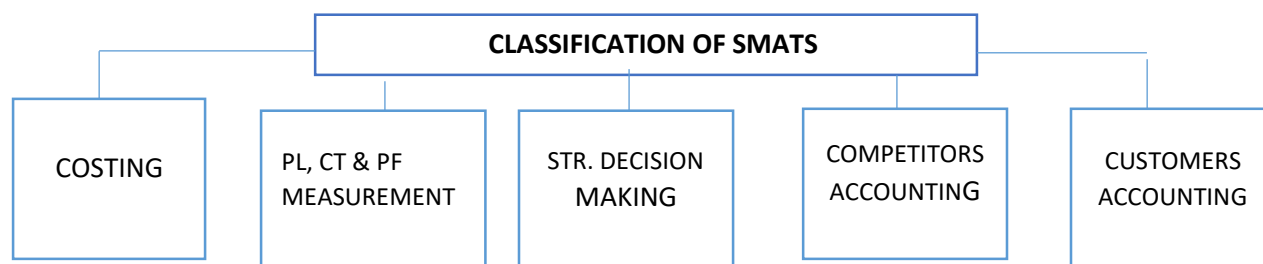 CLASSIFICATION OF SMATS
COSTING
PL, CT & PF
MEASUREMENT
STR. DECISION
MAKING
COMPETITORS
ACCOUNTING
CUSTOMERS
ACCOUNTING